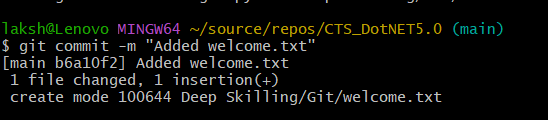 laksh@Lenovo MINGW64 ~/source/repos/CTS_DotNET5.0 (main)
$ git commit -m "Added welcome.txt"
[main b6a10f2] Added welcome.txt
 1 file changed, 1 insertion(+)
 create mode 100644 Deep Skilling/Git/welcome.txt